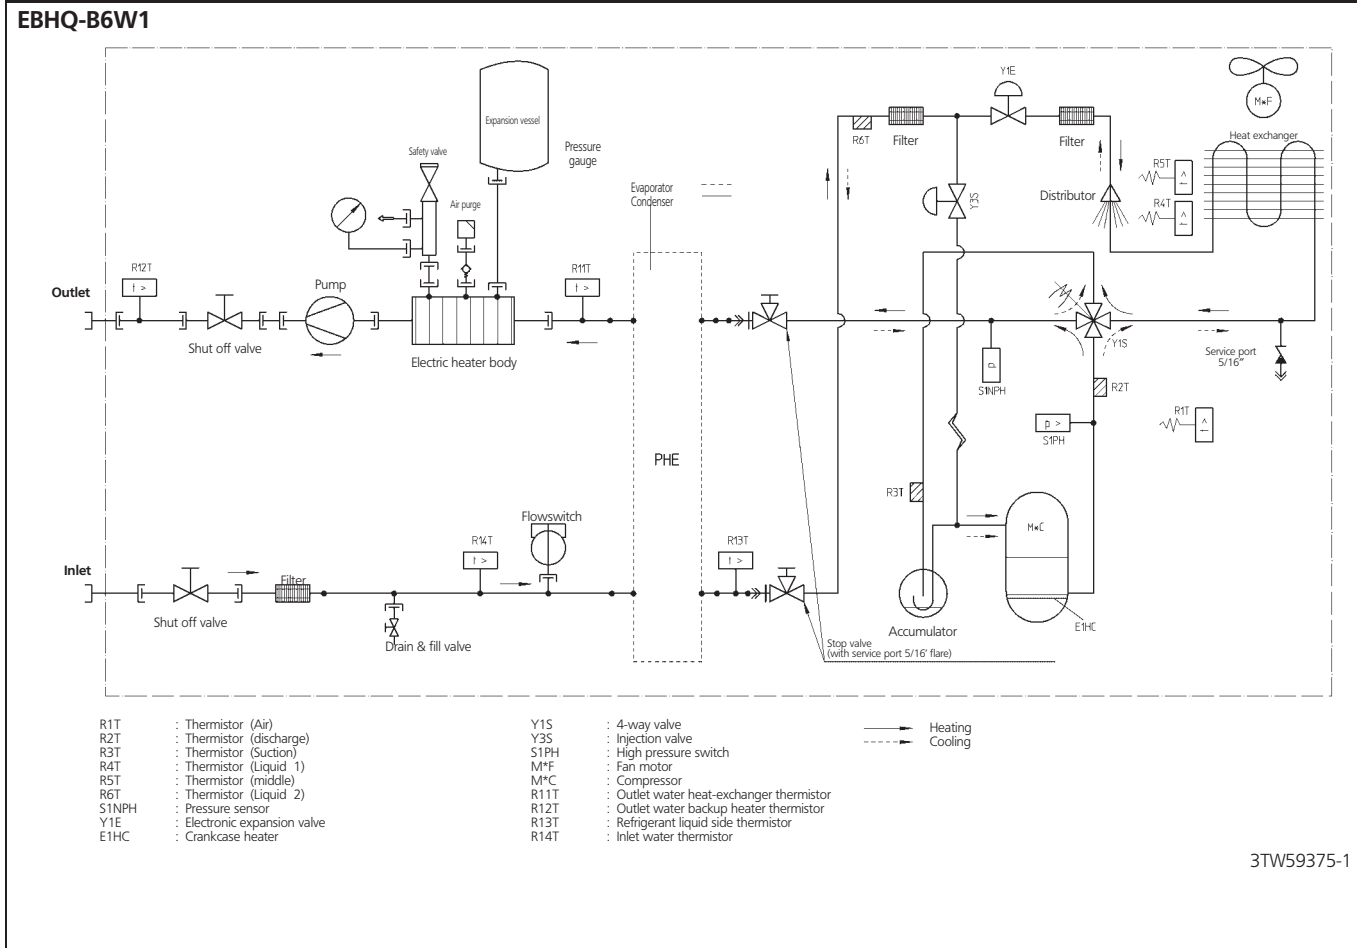 EBHQ-B6W1
Y1E
M*F
Expansion vessel
R6T
Filter
Filter
Heat exchanger
Pressure
gauge
Safety valve
R5T
Evaporator
Condenser
Distributor
Y3S
R4T
Air purge
R12T
R11T
Outlet
t >
Pump
t >
Shut off valve
Electric heater body
Y1S
Service port
5/16"
p
S1NPH
R2T
R1T
p >
S1PH
PHE
R3T
Flowswitch
M*C
R14T
R13T
t >
t >
Inlet
Filter
Shut off valve
Drain & fill valve
Accumulator
E1HC
Stop valve
(with service port 5/16' flare)
R1T : Thermistor (Air)
R2T : Thermistor (discharge)
R3T : Thermistor (Suction)
R4T : Thermistor (Liquid 1)
R5T : Thermistor (middle)
R6T : Thermistor (Liquid 2)
S1NPH : Pressure sensor
Y1E : Electronic expansion valve
E1HC : Crankcase heater
Y1S : 4-way valve
Y3S : Injection valve
S1PH : High pressure switch
M*F : Fan motor
M*C : Compressor
R11T : Outlet water heat-exchanger thermistor
R12T : Outlet water backup heater thermistor
R13T : Refrigerant liquid side thermistor
R14T : Inlet water thermistor
Heating
Cooling
3TW59375-1